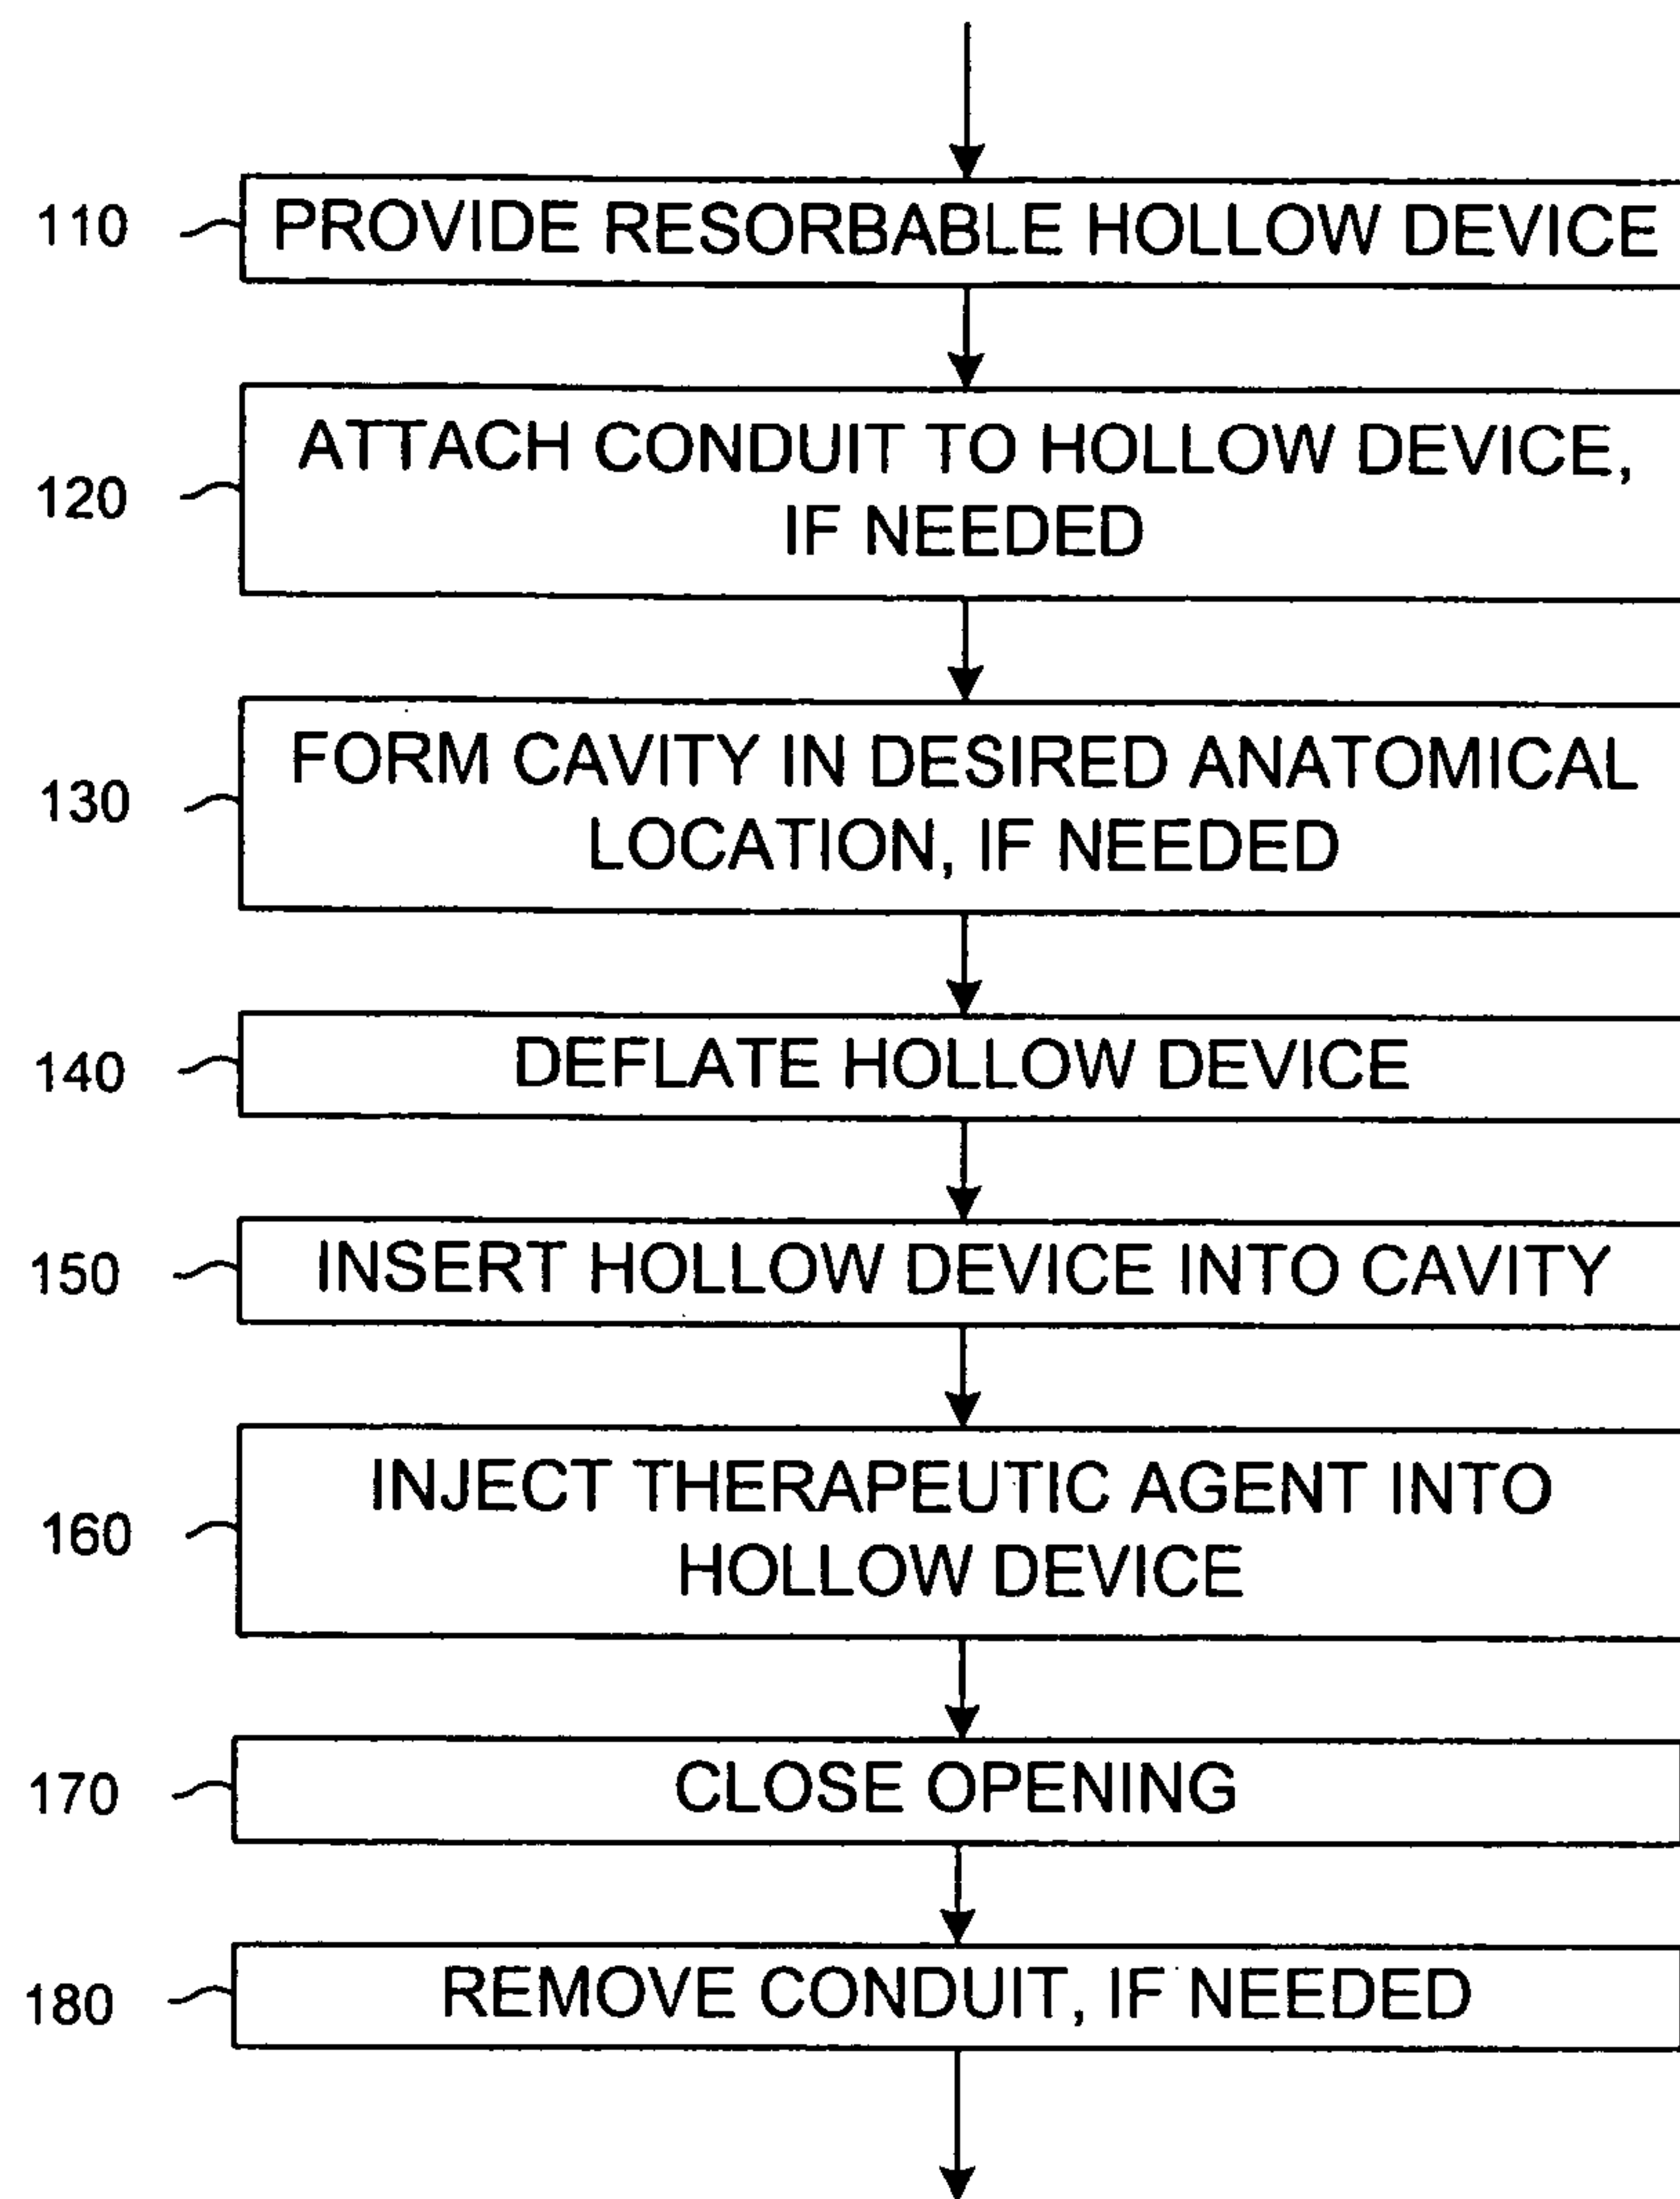 110 PROVIDE RESORBABLE HOLLOW DEVICE
120 ATTACH CONDUIT TO HOLLOW DEVICE,
IF NEEDED
130 FORM CAVITY IN DESIRED ANATOMICAL
LOCATION, IF NEEDED
140 DEFLATE HOLLOW DEVICE
150 INSERT HOLLOW DEVICE INTO CAVITY
160 INJECT THERAPEUTIC AGENT INTO
HOLLOW DEVICE
170 CLOSE OPENING
180 REMOVE CONDUIT, IF NEEDED